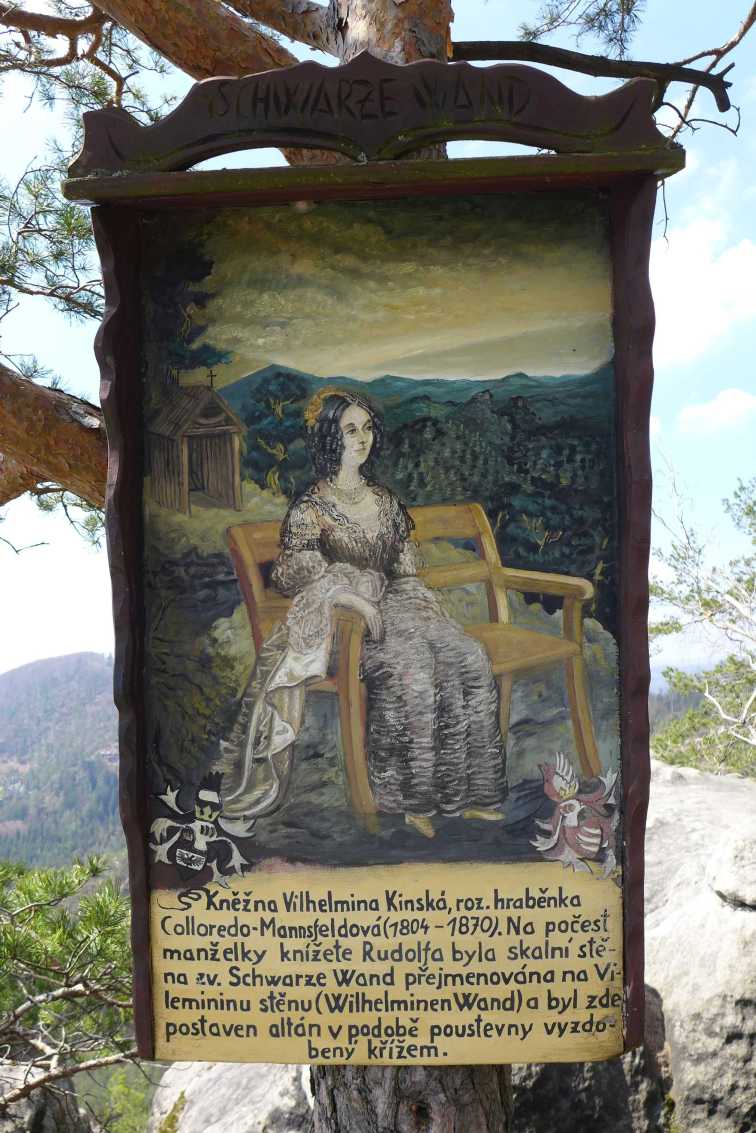 SCHWARZE WAND
Kněžna Vilhelmina Kinská, roz. hraběnka
Colloredo-Mannsfeldová (1804 - 1870). Na počest
manželky knížete Rudolfa byla skalní stě-
na zv. Schwarze Wand přejmenována na Vi-
lemininu stěnu (Wilhelminen Wand) a byl zde
postaven altán v podobě poustevny vyzdo-
bený křížem.